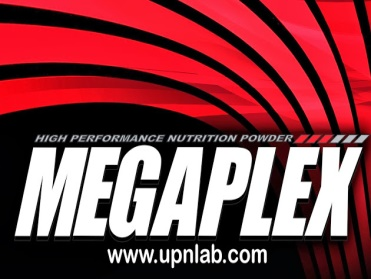 HIGH PERFORMANCE NUTRITION POWDER
MEGAPLEX
www.upnlab.com